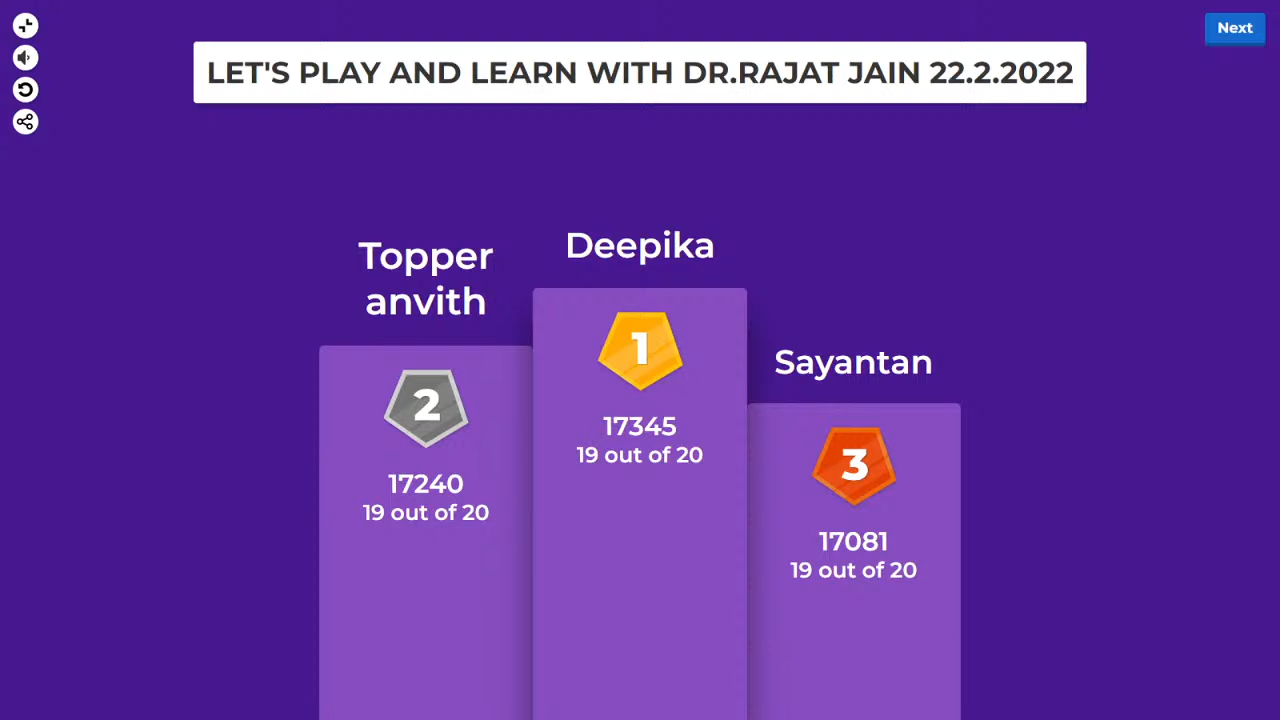 Next
LET'S PLAY AND LEARN WITH DR.RAJAT JAIN 22.2.2022
Topper
anvith
2
17240
19 out of 20
Deepika
1
17345
19 out of 20
Sayantan
3
17081
19 out of 20